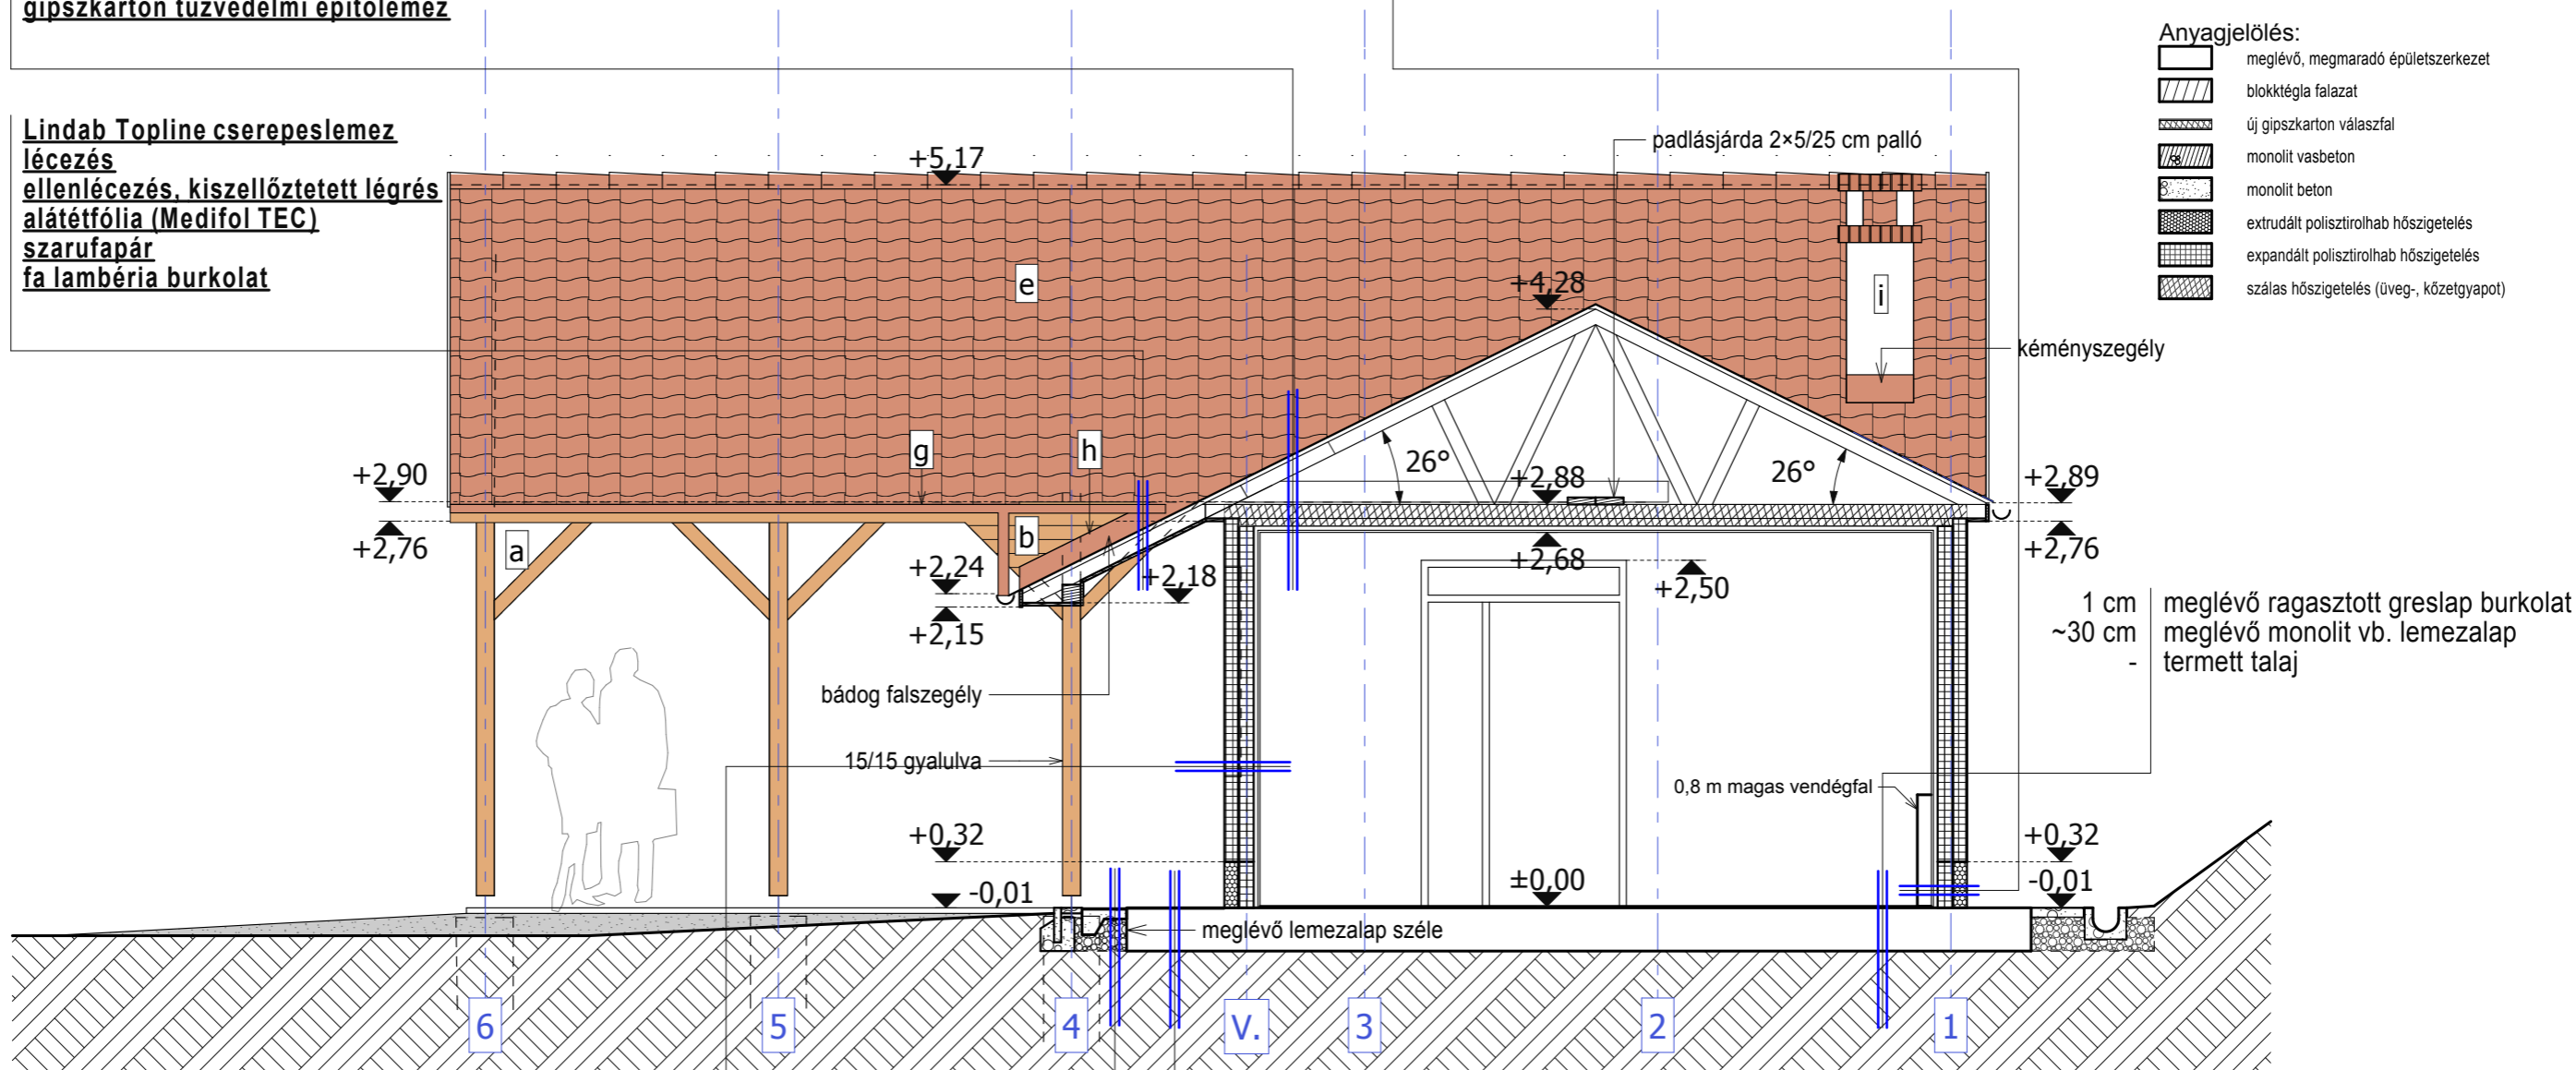 gipszkarton tűzvédelmi építőlemez
Lindab Topline cserepeslemez
lécezés
ellenlécezés, kiszellőztetett légrés
alátétfólia (Medifol TEC)
szarufapár
fa lambéria burkolat
Anyagjelölés:
meglévő, megmaradó épületszerkezet
blokktégla falazat
új gipszkarton válaszfal
monolit vasbeton
monolit beton
extrudált polisztirolhab hőszigetelés
expandált polisztirolhab hőszigetelés
szálas hőszigetelés (üveg-, kőzetgyapot)
padlásjárda 2×5/25 cm palló
+5,17
e
+4,28
i
kéményszegély
g
h
26°
26°
+2,90
+2,88
+2,89
a
b
+2,76
+2,68
+2,76
+2,24
+2,18
+2,50
+2,15
1 cm meglévő ragasztott greslap burkolat
~30 cm meglévő monolit vb. lemezalap
- termett talaj
bádog falszegély
15/15 gyalulva
0,8 m magas vendégfal
+0,32
+0,32
-0,01
±0,00
-0,01
meglévő lemezalap széle
6
5
4
V.
3
2
1